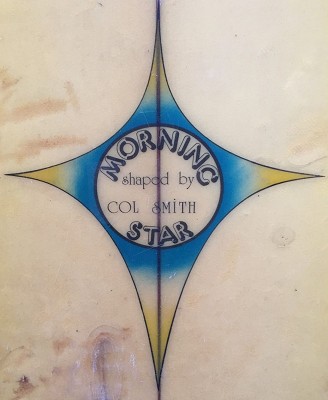 MORNING
shaped by
COL SMiTH
STAR